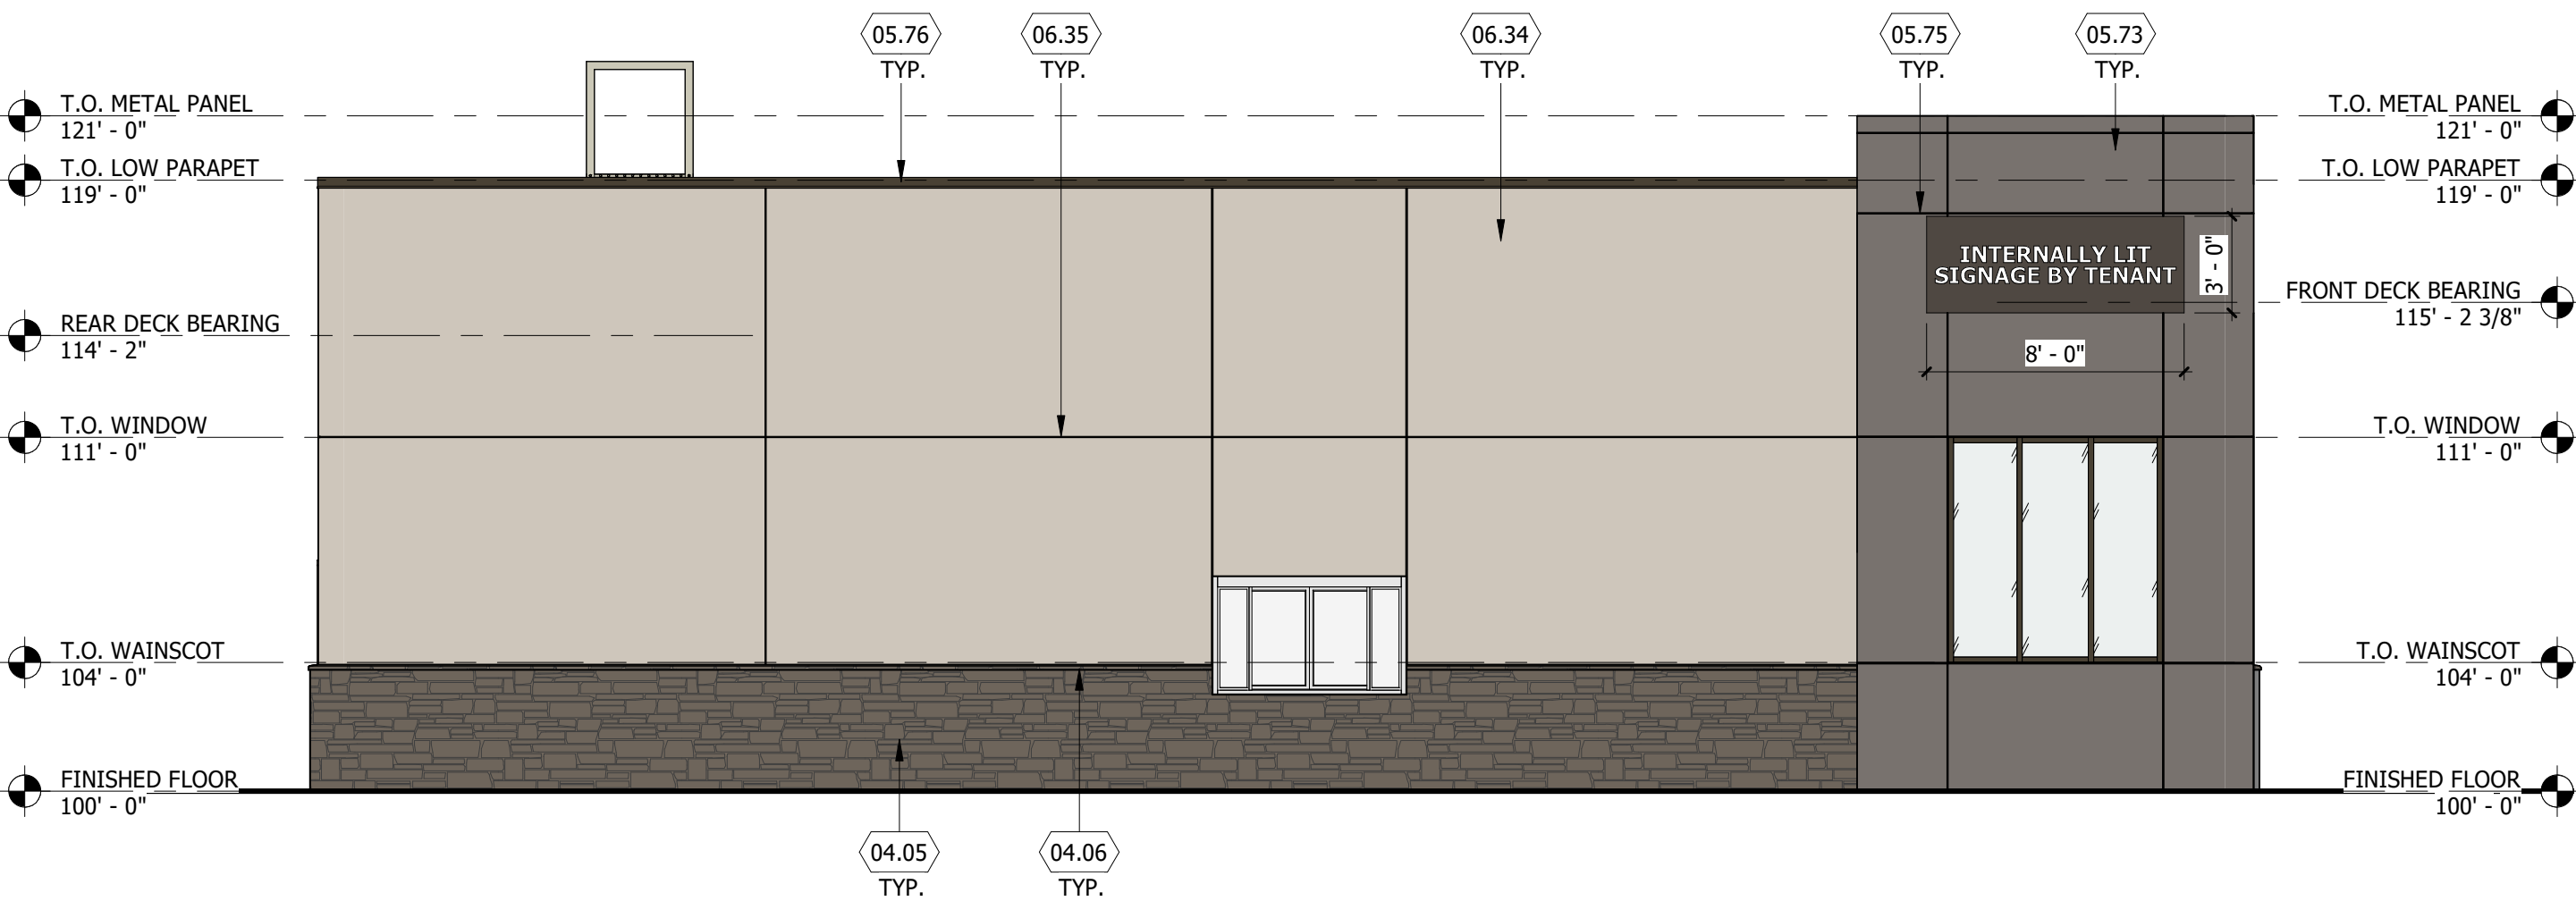 05.76
TYP.
06.35
TYP.
06.34
TYP.
05.75
TYP.
05.73
TYP.
T.O. METAL PANEL
121' - 0"
T.O. LOW PARAPET
119' - 0"
REAR DECK BEARING
114' - 2"
T.O. WINDOW
111' - 0"
T.O. WAINSCOT
104' - 0"
FINISHED FLOOR
100' - 0"
INTERNALLY LIT
SIGNAGE BY TENANT
3' - 0"
8' - 0"
T.O. METAL PANEL
121' - 0"
T.O. LOW PARAPET
119' - 0"
FRONT DECK BEARING
115' - 2 3/8"
T.O. WINDOW
111' - 0"
T.O. WAINSCOT
104' - 0"
FINISHED FLOOR
100' - 0"
04.05
TYP.
04.06
TYP.